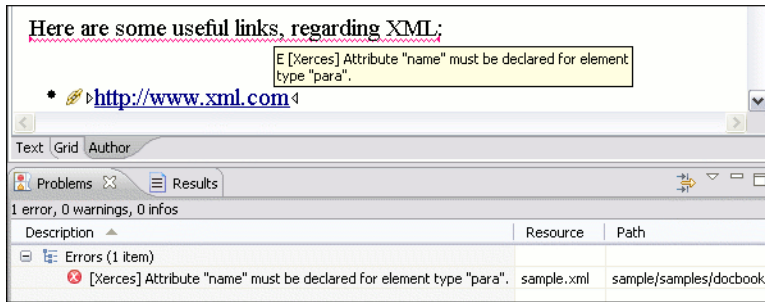 Here are some useful links, regarding XML:
E [Xerces] Attribute "name" must be declared for element
type "para".
http://www.xml.com
Text Grid Author
Problems Results
1 error, 0 warnings, 0 infos
Description Resource Path
Errors (1 item)
[Xerces] Attribute "name" must be declared for element type "para". sample.xml sample/samples/docbook